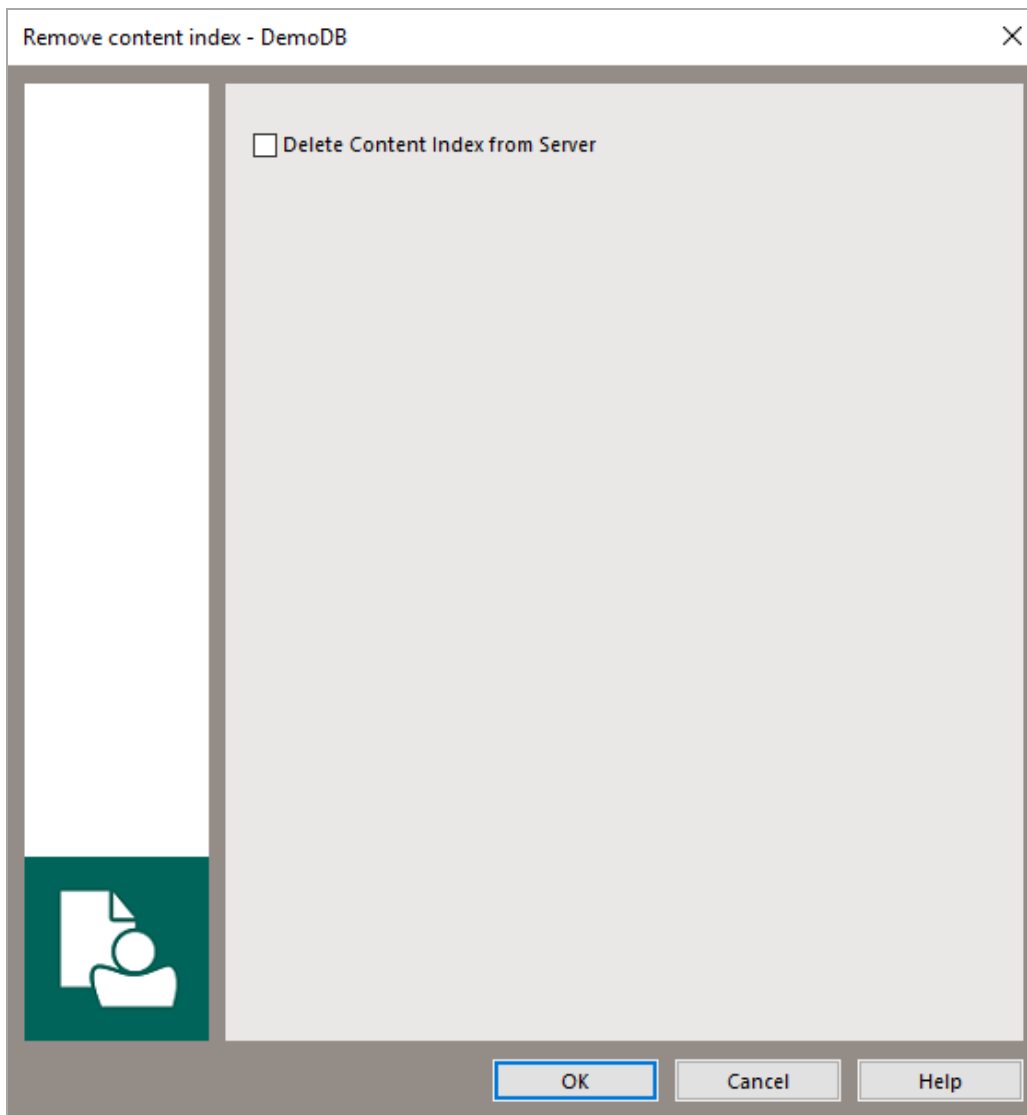 Remove content index - DemoDB
Delete Content Index from Server
OK
Cancel
Help